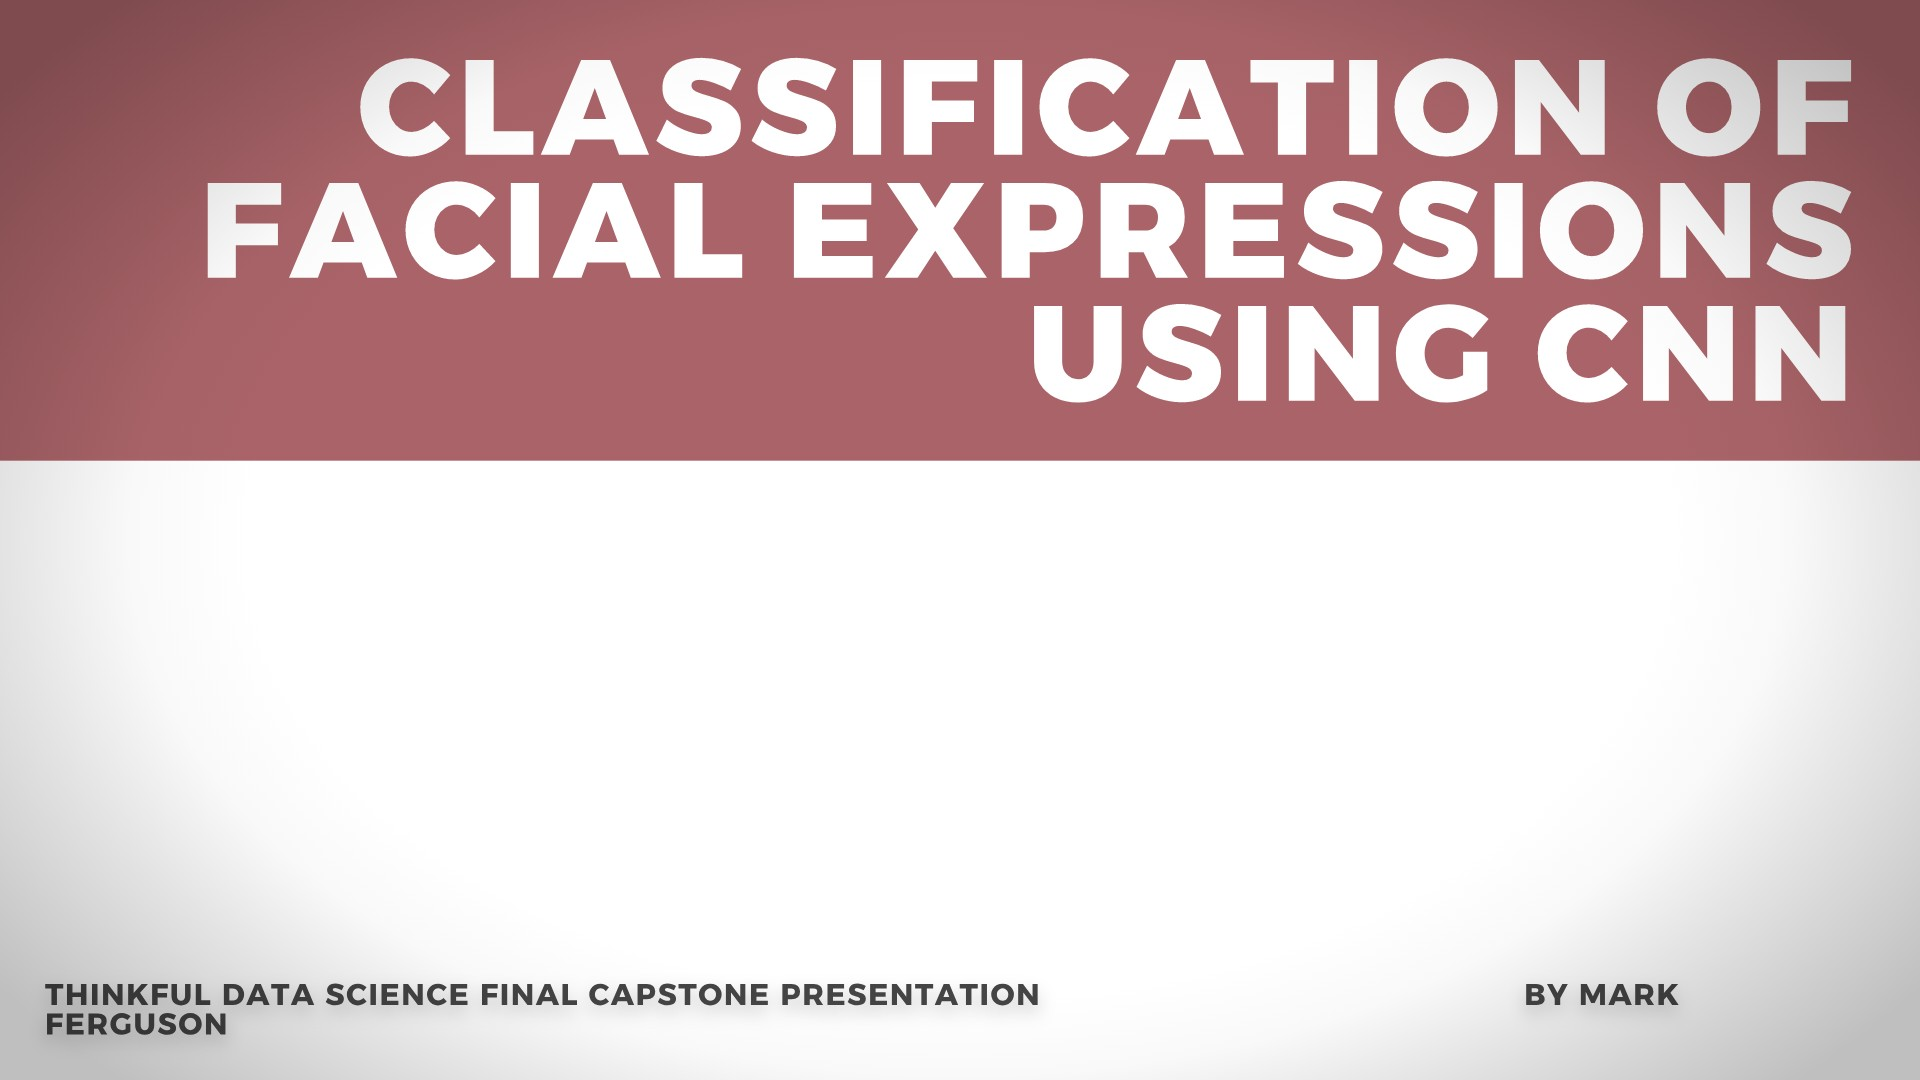 CLASSIFICATION OF
FACIAL EXPRESSIONS
USING CNN
THINKFUL DATA SCIENCE FINAL CAPSTONE PRESENTATION BY MARK
FERGUSON